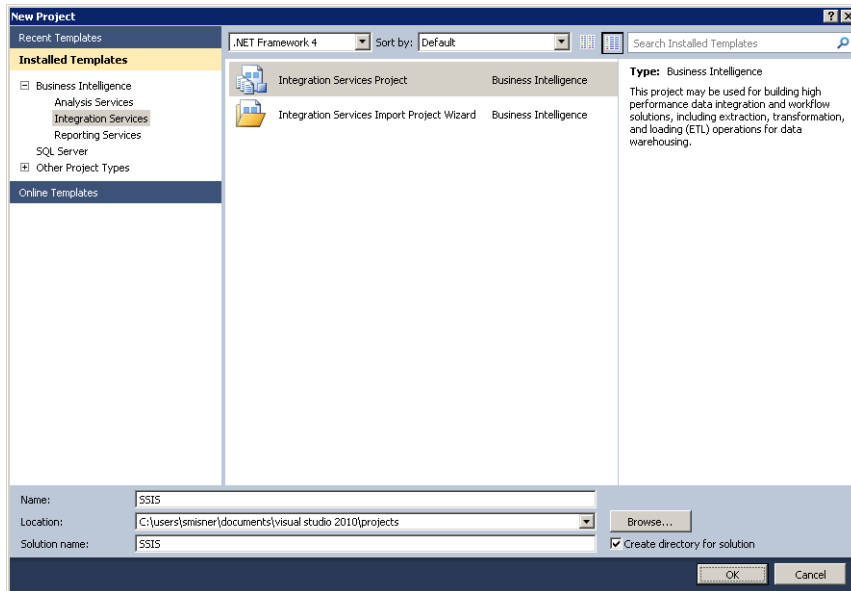 New Project
Recent Templates
.NET Framework 4 Sort by: Default Search Installed Templates
Installed Templates
Business Intelligence
Analysis Services
Integration Services
Reporting Services
SQL Server
Other Project Types
Online Templates
Integration Services Project Business Intelligence
Integration Services Import Project Wizard Business Intelligence
Type: Business Intelligence
This project may be used for building high
performance data integration and workflow
solutions, including extraction, transformation,
and loading (ETL) operations for data
warehousing.
Name: SSIS
Location: C:\users\smisner\documents\visual studio 2010\projects Browse...
Solution name: SSIS Create directory for solution
OK Cancel